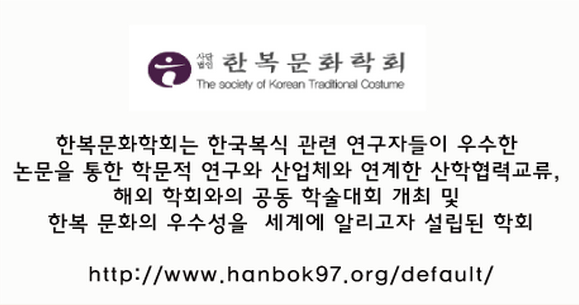 사단법인 한복문화학회
The society of Korean Traditional Costume
한복문화학회는 한국복식 관련 연구자들이 우수한
논문을 통한 학문적 연구와 산업체와 연계한 산학협력교류,
해외 학회와의 공동 학술대회 개최 및
한복 문화의 우수성을 세계에 알리고자 설립된 학회
http://www.hanbok97.org/default/